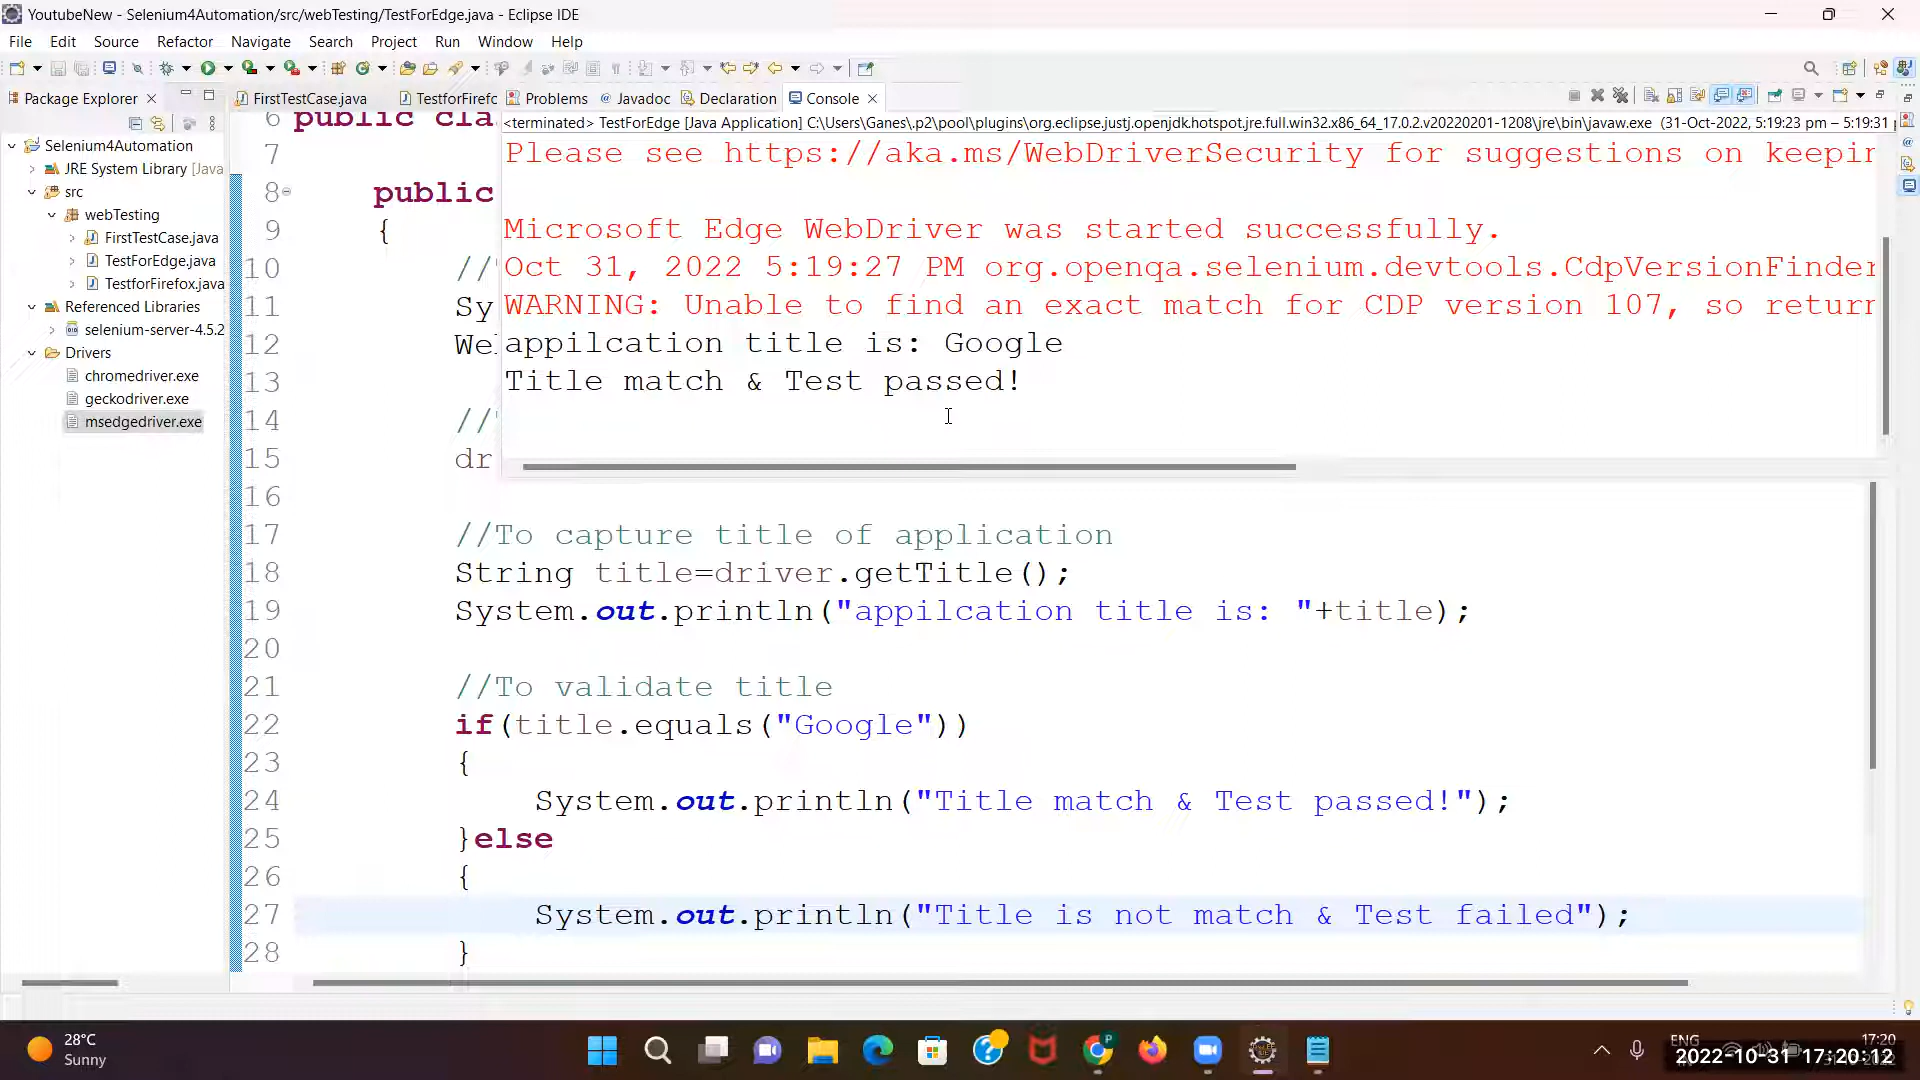 YoutubeNew - Selenium4Automation/src/webTesting/TestForEdge.java - Eclipse IDE
File Edit Source Refactor Navigate Search Project Run Window Help
Package Explorer
FirstTestCase.java
TestforFirefo
Problems
@ Javadoc
Declaration
Console
<terminated> TestForEdge [Java Application] C:\Users\Ganes\.p2\pool\plugins\org.eclipse.justj.openjdk.hotspot.jre.full.win32.x86_64_17.0.2.v20220201-1208\jre\bin\javaw.exe (31-Oct-2022, 5:19:23 pm – 5:19:31
Selenium4Automation
JRE System Library [Java
src
webTesting
FirstTestCase.java
TestForEdge.java
TestforFirefox.java
Referenced Libraries
selenium-server-4.5.2
Drivers
chromedriver.exe
geckodriver.exe
msedgedriver.exe
Please see https://aka.ms/WebDriverSecurity for suggestions on keepin
Microsoft Edge WebDriver was started successfully.
Oct 31, 2022 5:19:27 PM org.openqa.selenium.devtools.CdpVersionFinder
WARNING: Unable to find an exact match for CDP version 107, so return
appilcation title is: Google
Title match & Test passed!
6 public cla
7
8 public
9 {
10 //
11 Sy
12 We
13
14 //
15 dr
16
17 //To capture title of application
18 String title=driver.getTitle();
19 System.out.println("appilcation title is: "+title);
20
21 //To validate title
22 if(title.equals("Google"))
23 {
24 System.out.println("Title match & Test passed!");
25 }else
26 {
27 System.out.println("Title is not match & Test failed");
28 }
28°C
Sunny
ENG
17:20
2022-10-31 17:20:12